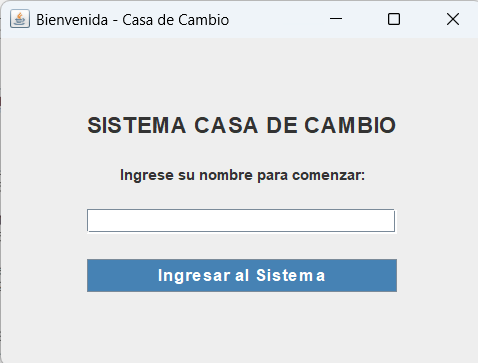 Bienvenida - Casa de Cambio
SISTEMA CASA DE CAMBIO
Ingrese su nombre para comenzar:
Ingresar al Sistema